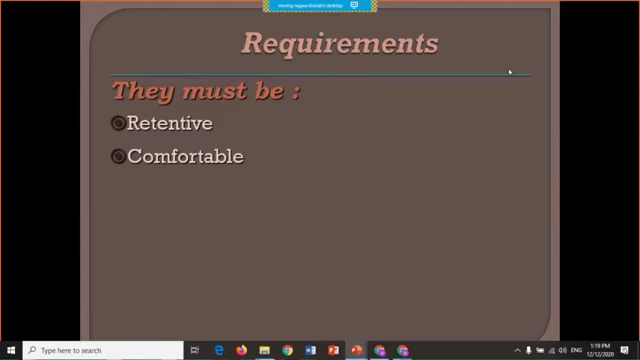 Viewing nagwa khatab's desktop
Requirements
They must be :
Retentive
Comfortable
Type here to search
ENG
1:19 PM
12/12/2020